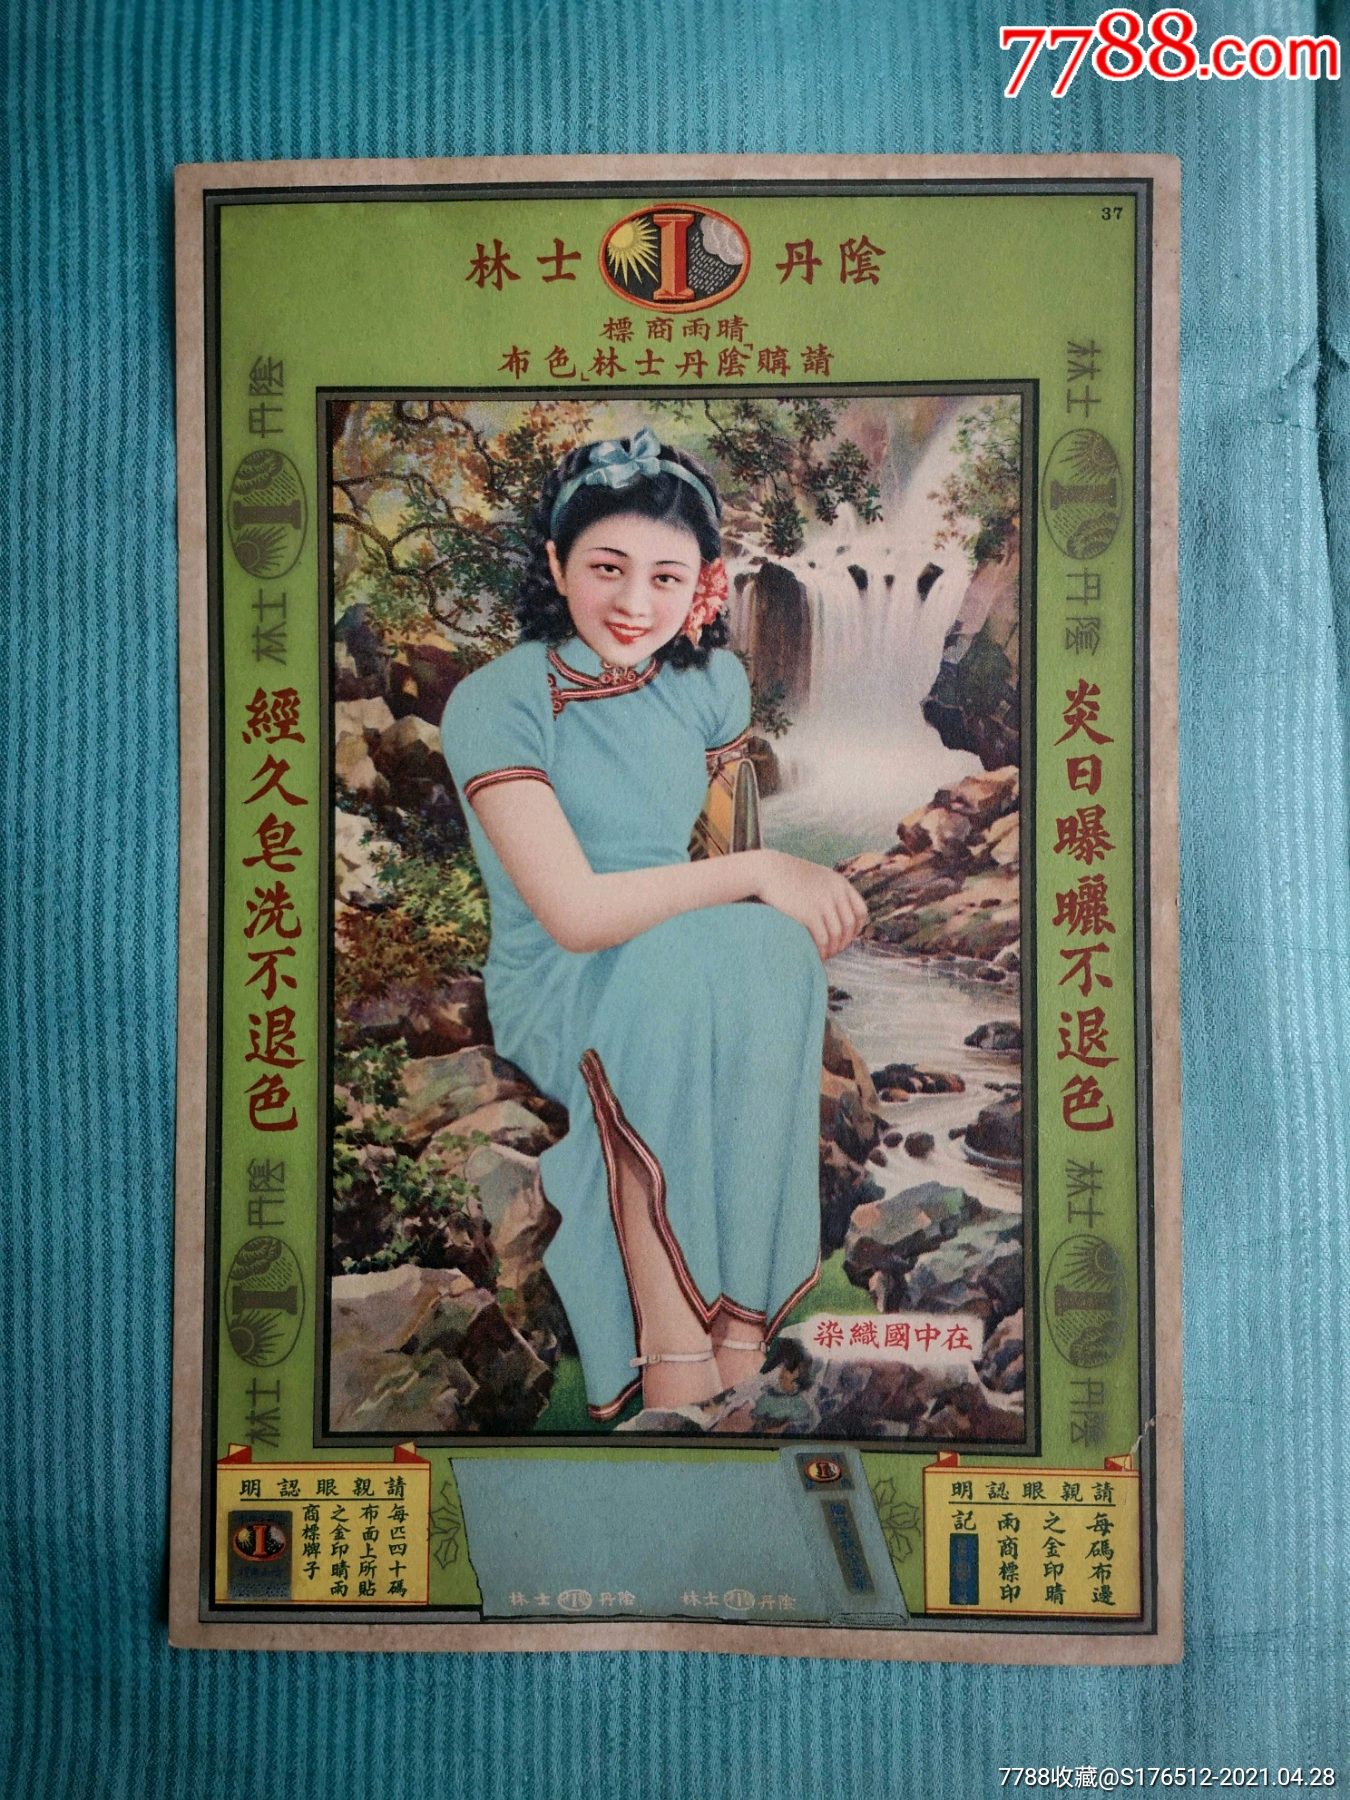 7788.com
37
陰丹士林
晴雨商標
請購「陰丹士林」色布
陰丹
士林
林士
丹陰
炎日曝曬不退色
經久皂洗不退色
陰丹
士林
林士
丹陰
在中國織染
請親眼認明
每匹四十碼
布面上所貼
之金印晴雨
商標牌子
請親眼認明
每碼布邊
之金印晴
雨商標印
記
陰丹士林
陰丹士林
7788收藏@S176512-2021.04.28